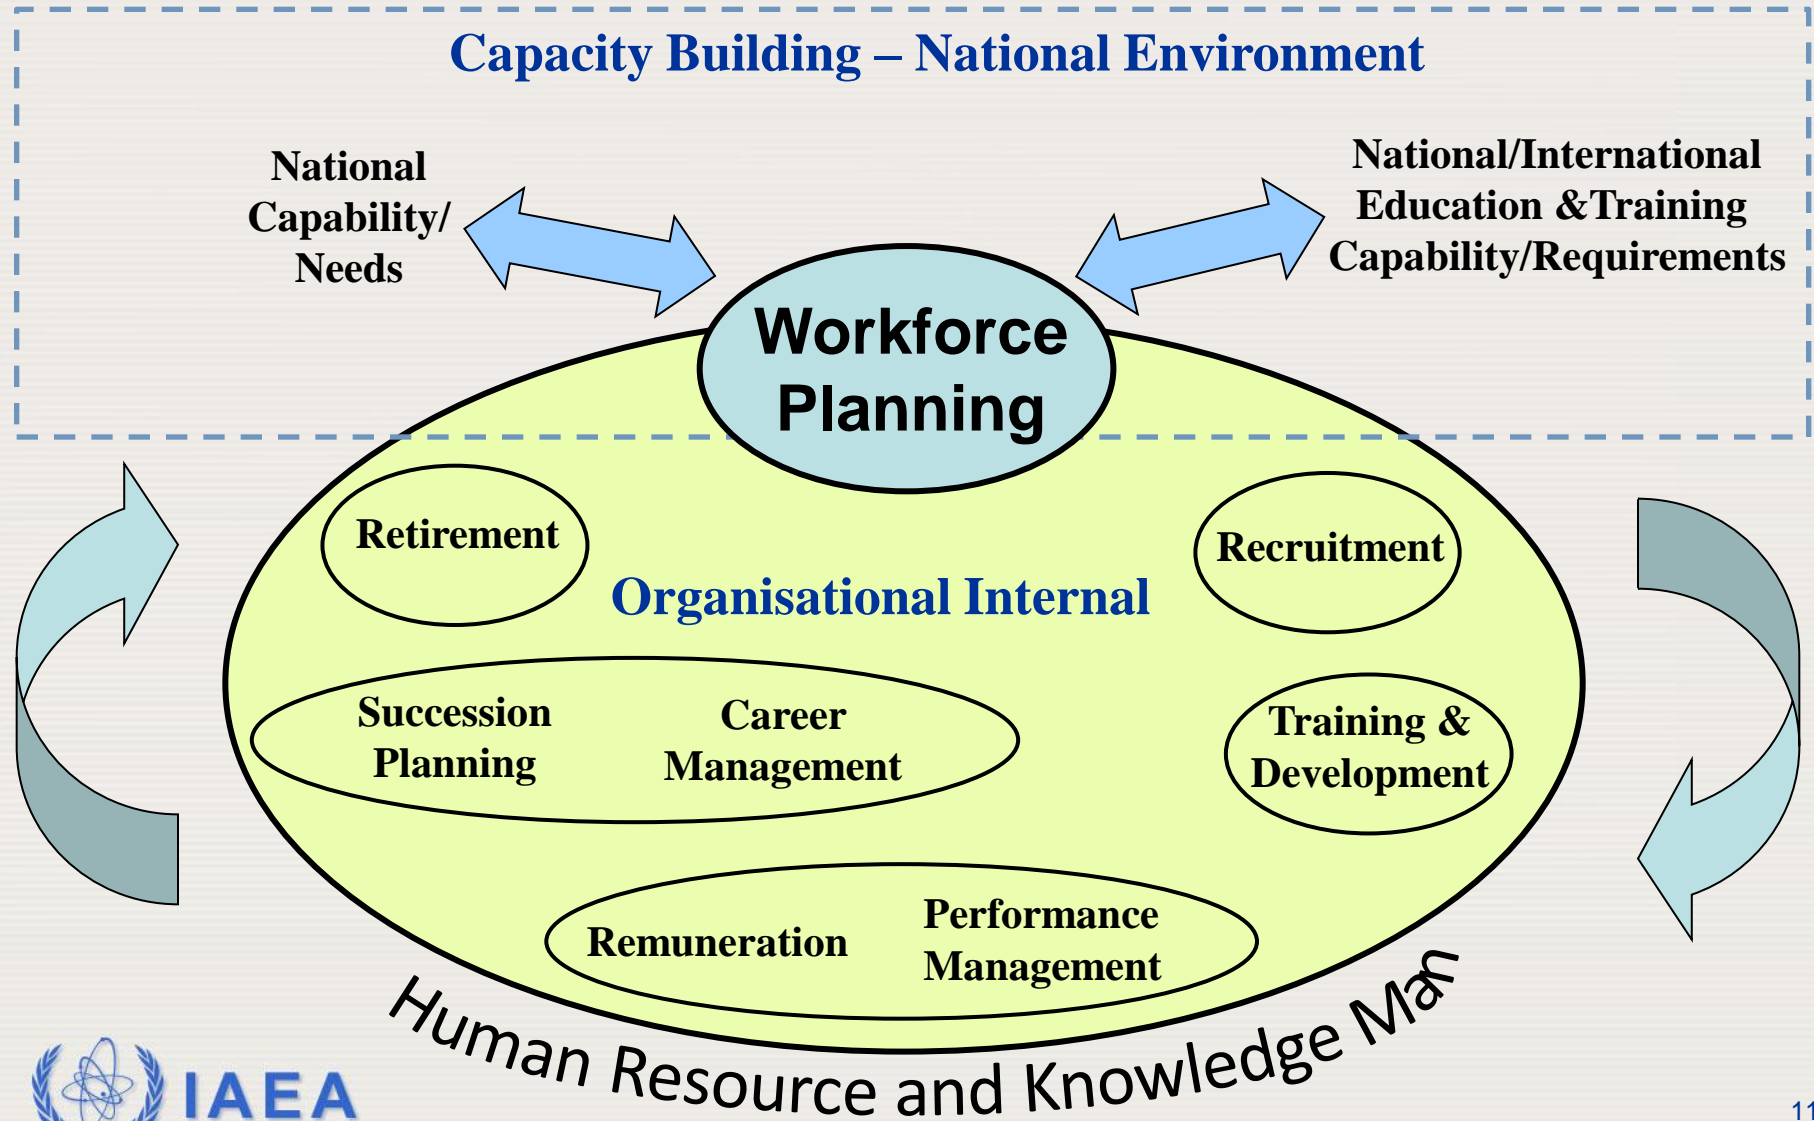 Capacity Building – National Environment
National
Capability/
Needs
National/International
Education &Training
Capability/Requirements
Workforce
Planning
Retirement
Recruitment
Organisational Internal
Succession
Planning
Career
Management
Training &
Development
Remuneration
Performance
Management
Human Resource and Knowledge Man
IAEA
11